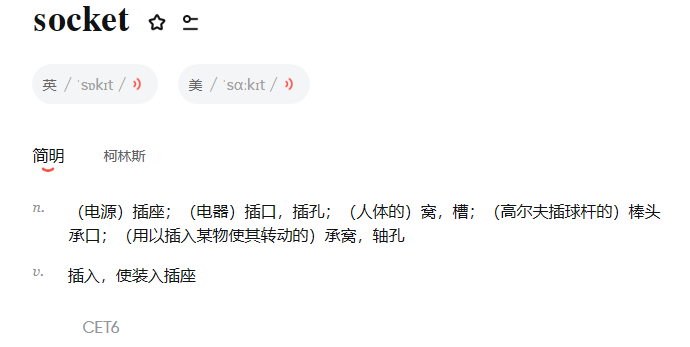 socket
英 / ˈsɒkɪt / 美 / ˈsɑːkɪt /
简明 柯林斯
n. （电源）插座；（电器）插口，插孔；（人体的）窝，槽；（高尔夫插球杆的）棒头
承口；（用以插入某物使其转动的）承窝，轴孔
v. 插入，使装入插座
CET6